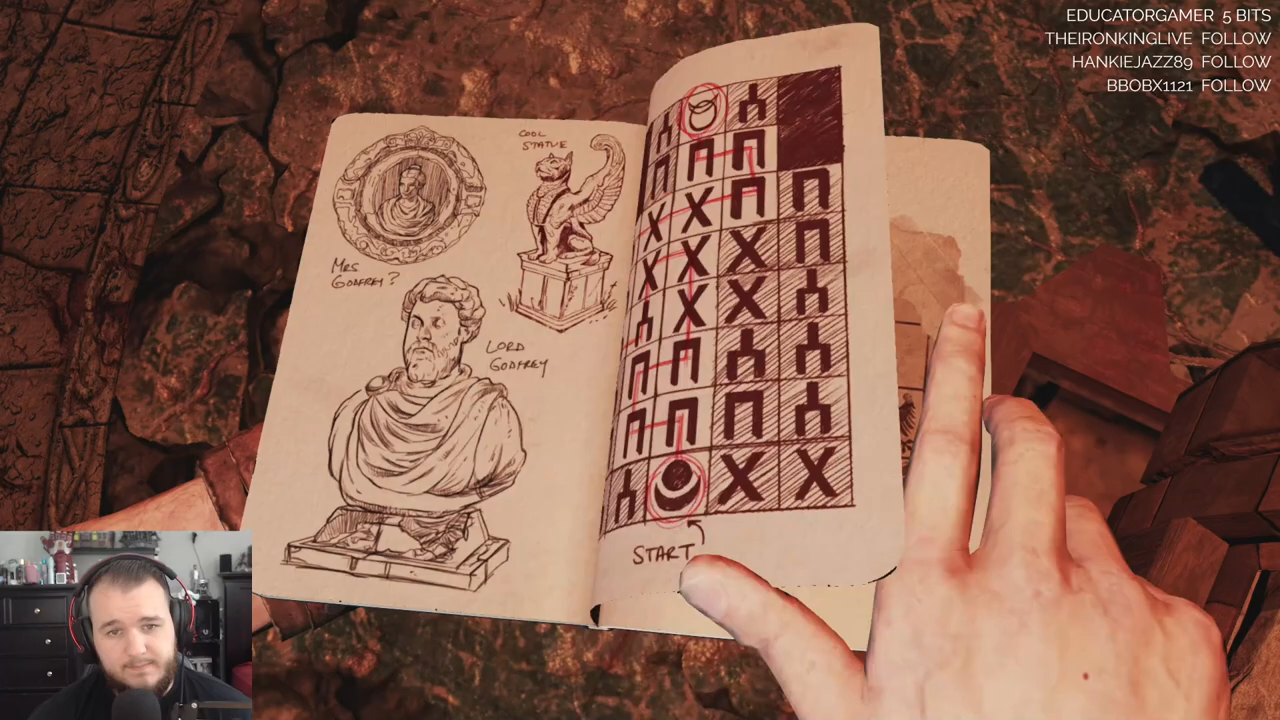 EDUCATORGAMER 5 BITS
THEIRONKINGLIVE FOLLOW
HANKIEJAZZ89 FOLLOW
BBOBX1121 FOLLOW
COOL
STATUE
MRS
GODFREY?
LORD
GODFREY
START